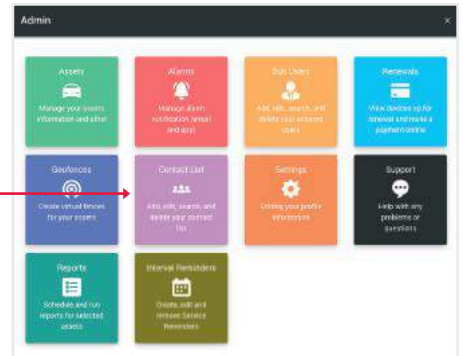 Admin
×
Assets
Manage your assets
information and other
Alarms
Manage alarm
notification (email
and app)
Sub Users
Add, edit, search, and
delete your account
users
Renewals
View devices up for
renewal and make a
payment online
Geofences
Create virtual fences
for your assets
Contact List
Add, edit, search, and
delete your contact
list
Settings
Editing your profile
information
Support
Help with any
problems or
questions
Reports
Schedule and run
reports for selected
assets
Interval Reminders
Create, edit and
remove Service
Reminders